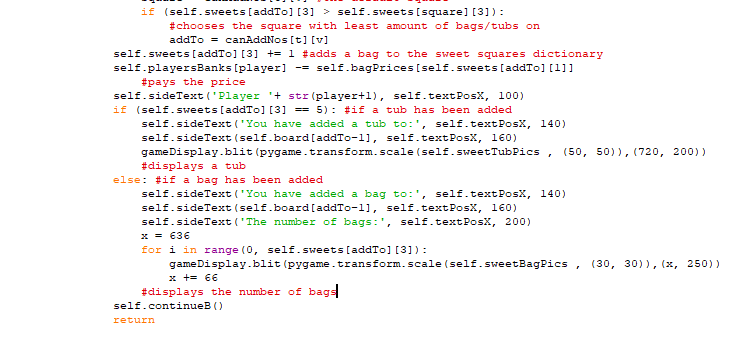 if (self.sweets[addTo][3] > self.sweets[square][3]):
#chooses the square with least amount of bags/tubs on
addTo = canAddNos[t][v]
self.sweets[addTo][3] += 1 #adds a bag to the sweet squares dictionary
self.playersBanks[player] -= self.bagPrices[self.sweets[addTo][1]]
#pays the price
self.sideText('Player '+ str(player+1), self.textPosX, 100)
if (self.sweets[addTo][3] == 5): #if a tub has been added
self.sideText('You have added a tub to:', self.textPosX, 140)
self.sideText(self.board[addTo-1], self.textPosX, 160)
gameDisplay.blit(pygame.transform.scale(self.sweetTubPics , (50, 50)),(720, 200))
#displays a tub
else: #if a bag has been added
self.sideText('You have added a bag to:', self.textPosX, 140)
self.sideText(self.board[addTo-1], self.textPosX, 160)
self.sideText('The number of bags:', self.textPosX, 200)
x = 636
for i in range(0, self.sweets[addTo][3]):
gameDisplay.blit(pygame.transform.scale(self.sweetBagPics , (30, 30)),(x, 250))
x += 66
#displays the number of bags
self.continueB()
return